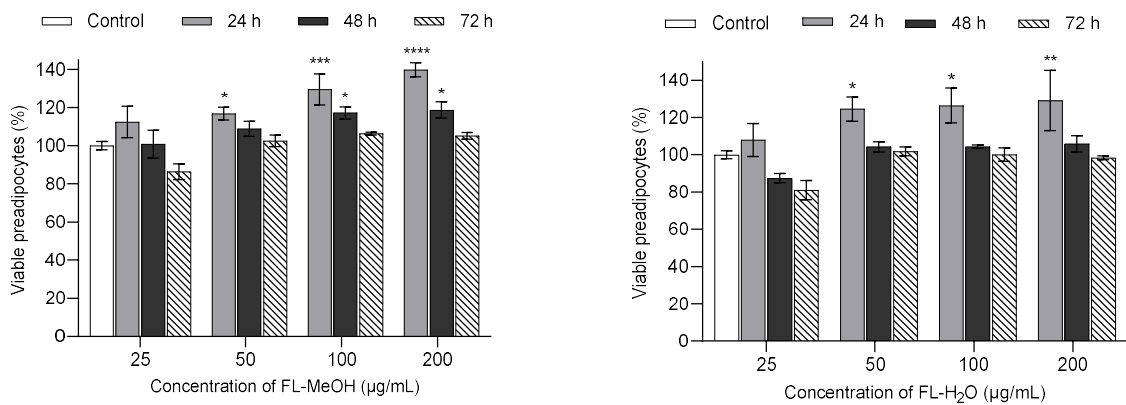 Control 24 h 48 h 72 h
Viable preadipocytes (%)
140
120
100
80
60
40
20
0
* *** * **** *
25 50 100 200
Concentration of FL-MeOH (µg/mL)
Control 24 h 48 h 72 h
Viable preadipocytes (%)
140
120
100
80
60
40
20
0
* * **
25 50 100 200
Concentration of FL-H₂O (µg/mL)